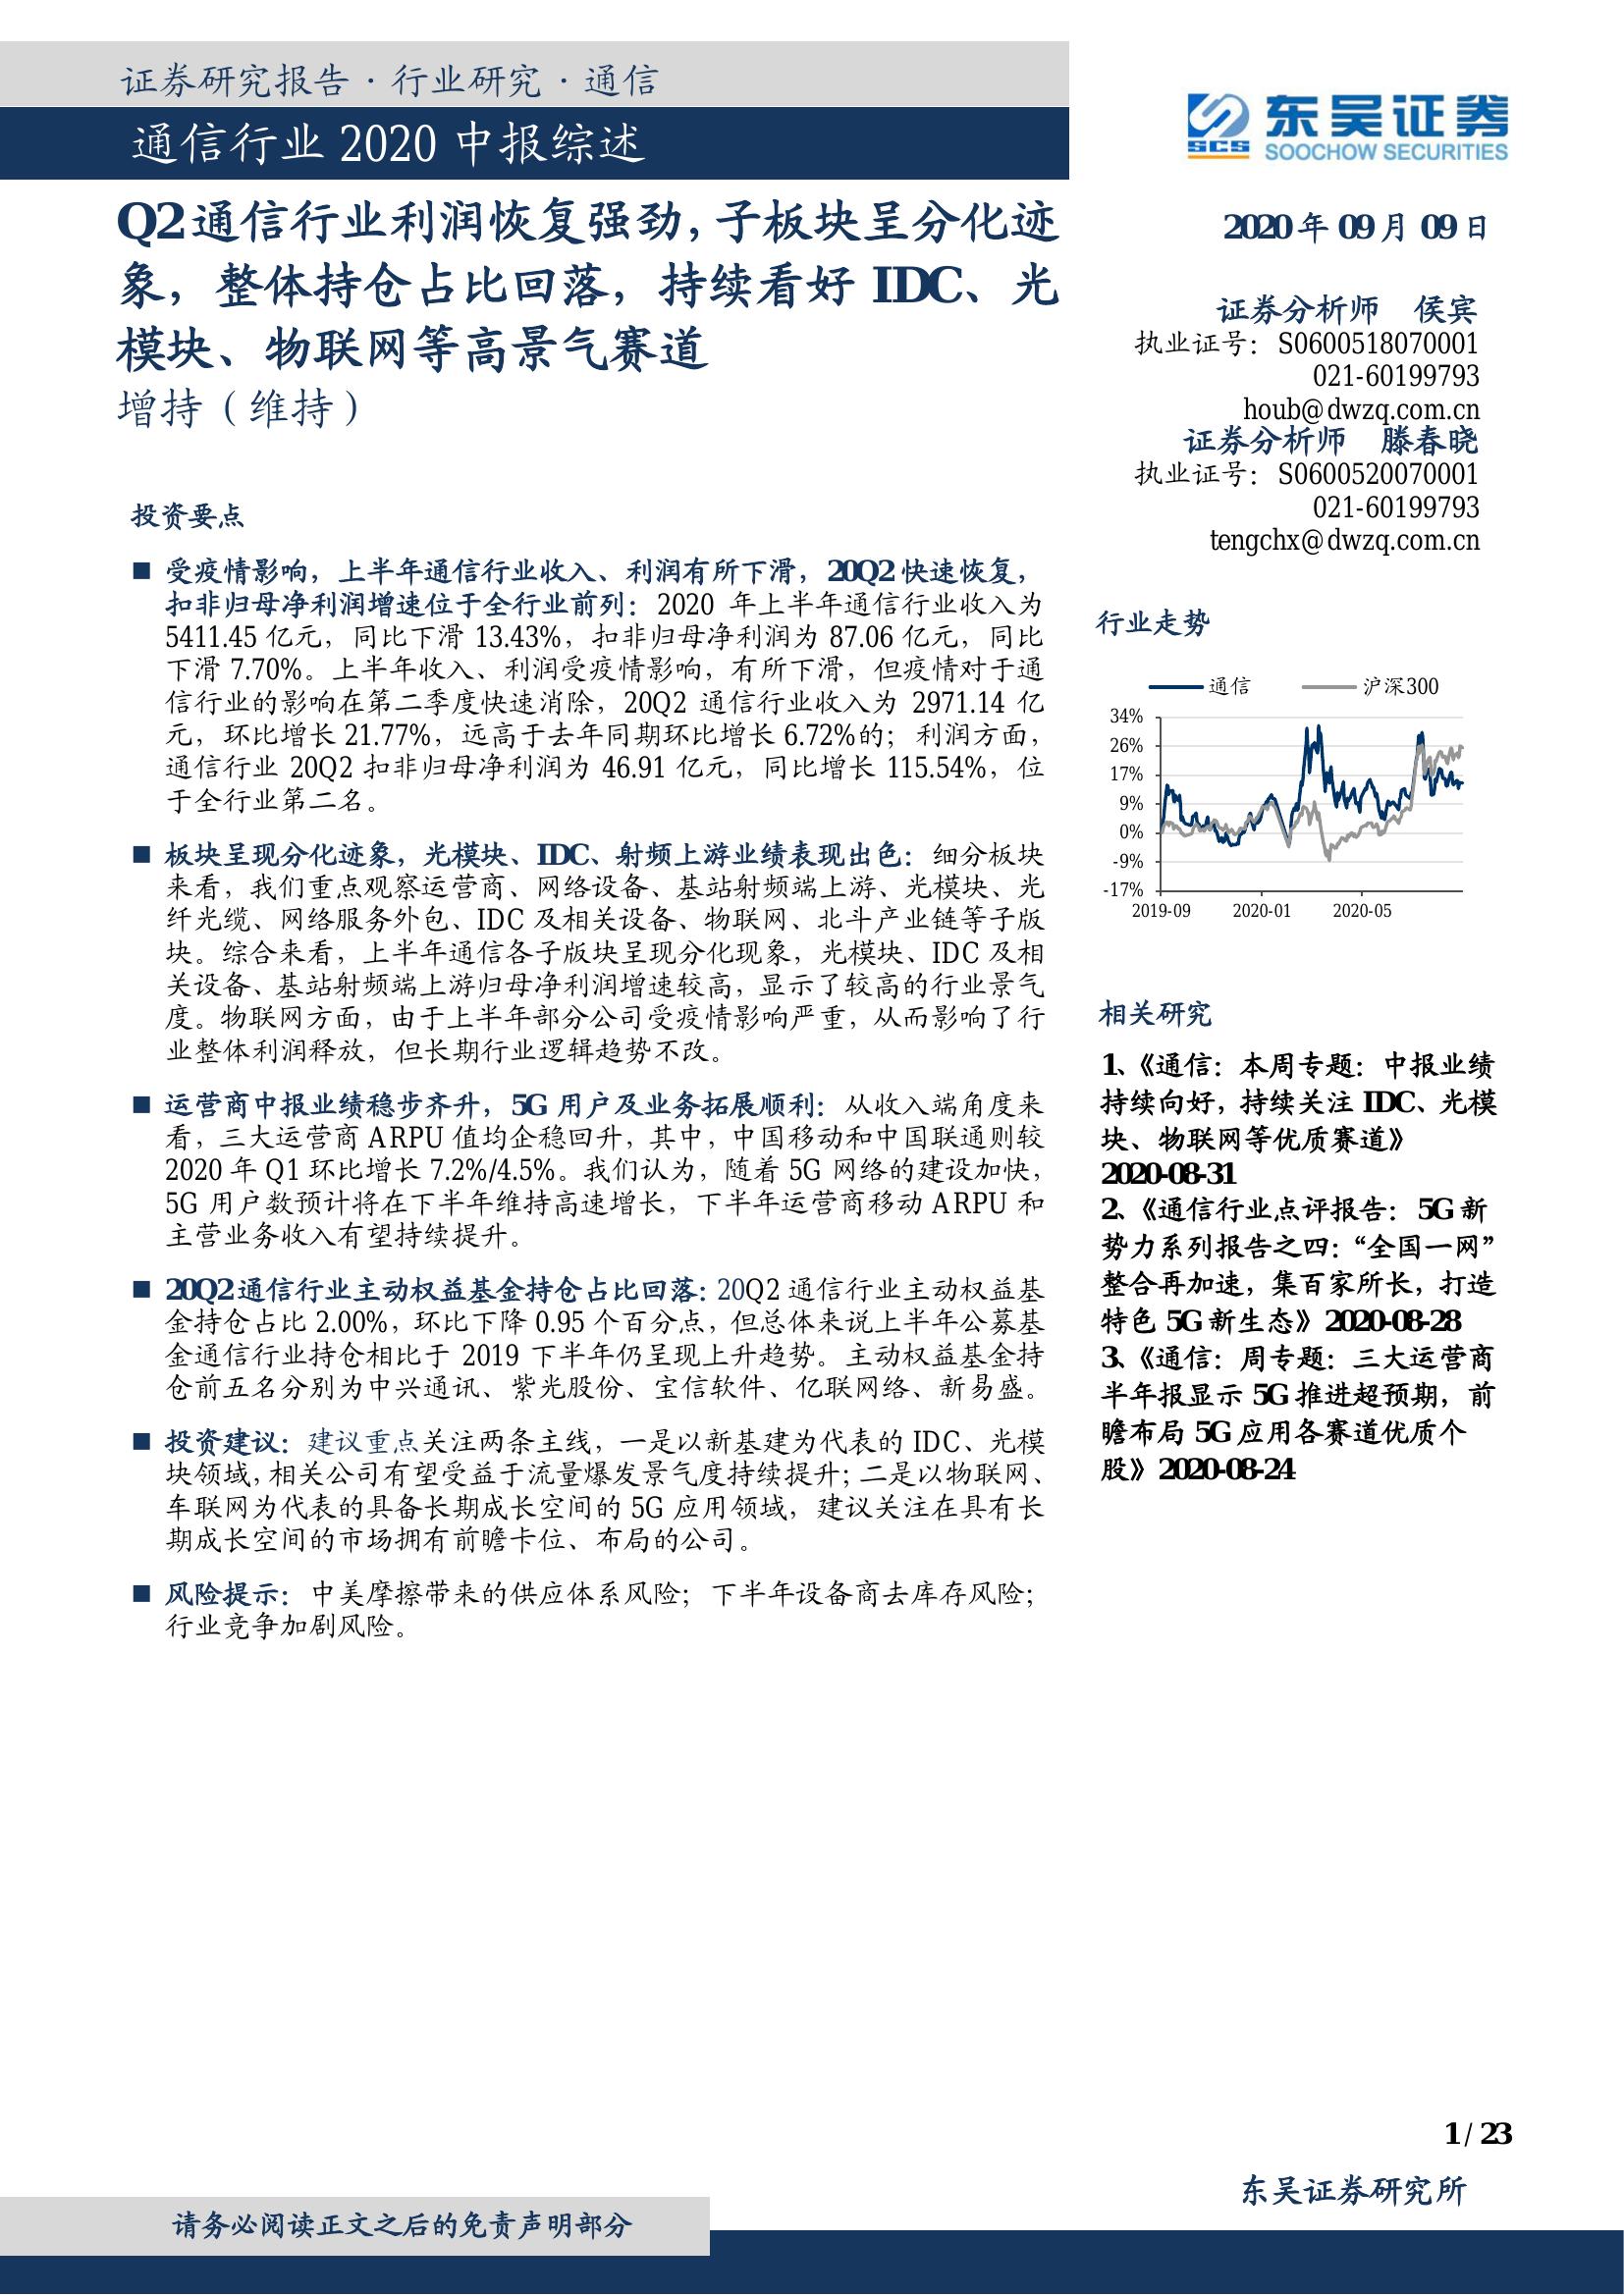 证券研究报告 · 行业研究 · 通信
通信行业 2020 中报综述
Q2 通信行业利润恢复强劲，子板块呈分化迹
象，整体持仓占比回落，持续看好 IDC、光
模块、物联网等高景气赛道
增持（维持）
投资要点
■ 受疫情影响，上半年通信行业收入、利润有所下滑，20Q2 快速恢复，
扣非归母净利润增速位于全行业前列：2020 年上半年通信行业收入为
5411.45 亿元，同比下滑 13.43%，扣非归母净利润为 87.06 亿元，同比
下滑 7.70%。上半年收入、利润受疫情影响，有所下滑，但疫情对于通
信行业的影响在第二季度快速消除，20Q2 通信行业收入为 2971.14 亿
元，环比增长 21.77%，远高于去年同期环比增长 6.72%的；利润方面，
通信行业 20Q2 扣非归母净利润为 46.91 亿元，同比增长 115.54%，位
于全行业第二名。
■ 板块呈现分化迹象，光模块、IDC、射频上游业绩表现出色：细分板块
来看，我们重点观察运营商、网络设备、基站射频端上游、光模块、光
纤光缆、网络服务外包、IDC 及相关设备、物联网、北斗产业链等子版
块。综合来看，上半年通信各子版块呈现分化现象，光模块、IDC 及相
关设备、基站射频端上游归母净利润增速较高，显示了较高的行业景气
度。物联网方面，由于上半年部分公司受疫情影响严重，从而影响了行
业整体利润释放，但长期行业逻辑趋势不改。
■ 运营商中报业绩稳步齐升，5G 用户及业务拓展顺利：从收入端角度来
看，三大运营商 ARPU 值均企稳回升，其中，中国移动和中国联通则较
2020 年 Q1 环比增长 7.2%/4.5%。我们认为，随着 5G 网络的建设加快，
5G 用户数预计将在下半年维持高速增长，下半年运营商移动 ARPU 和
主营业务收入有望持续提升。
■ 20Q2 通信行业主动权益基金持仓占比回落：20Q2 通信行业主动权益基
金持仓占比 2.00%，环比下降 0.95 个百分点，但总体来说上半年公募基
金通信行业持仓相比于 2019 下半年仍呈现上升趋势。主动权益基金持
仓前五名分别为中兴通讯、紫光股份、宝信软件、亿联网络、新易盛。
■ 投资建议：建议重点关注两条主线，一是以新基建为代表的 IDC、光模
块领域，相关公司有望受益于流量爆发景气度持续提升；二是以物联网、
车联网为代表的具备长期成长空间的 5G 应用领域，建议关注在具有长
期成长空间的市场拥有前瞻卡位、布局的公司。
■ 风险提示：中美摩擦带来的供应体系风险；下半年设备商去库存风险；
行业竞争加剧风险。
SCS 东吴证券
SOOCHOW SECURITIES
2020 年 09 月 09 日
证券分析师 侯宾
执业证号：S0600518070001
021-60199793
houb@dwzq.com.cn
证券分析师 滕春晓
执业证号：S0600520070001
021-60199793
tengchx@dwzq.com.cn
行业走势
通信 沪深300
34%
26%
17%
9%
0%
-9%
-17%
2019-09 2020-01 2020-05
相关研究
1、《通信：本周专题：中报业绩
持续向好，持续关注 IDC、光模
块、物联网等优质赛道》
2020-08-31
2、《通信行业点评报告：5G 新
势力系列报告之四：“全国一网”
整合再加速，集百家所长，打造
特色 5G 新生态》2020-08-28
3、《通信：周专题：三大运营商
半年报显示 5G 推进超预期，前
瞻布局 5G 应用各赛道优质个
股》2020-08-24
1 / 23
东吴证券研究所
请务必阅读正文之后的免责声明部分